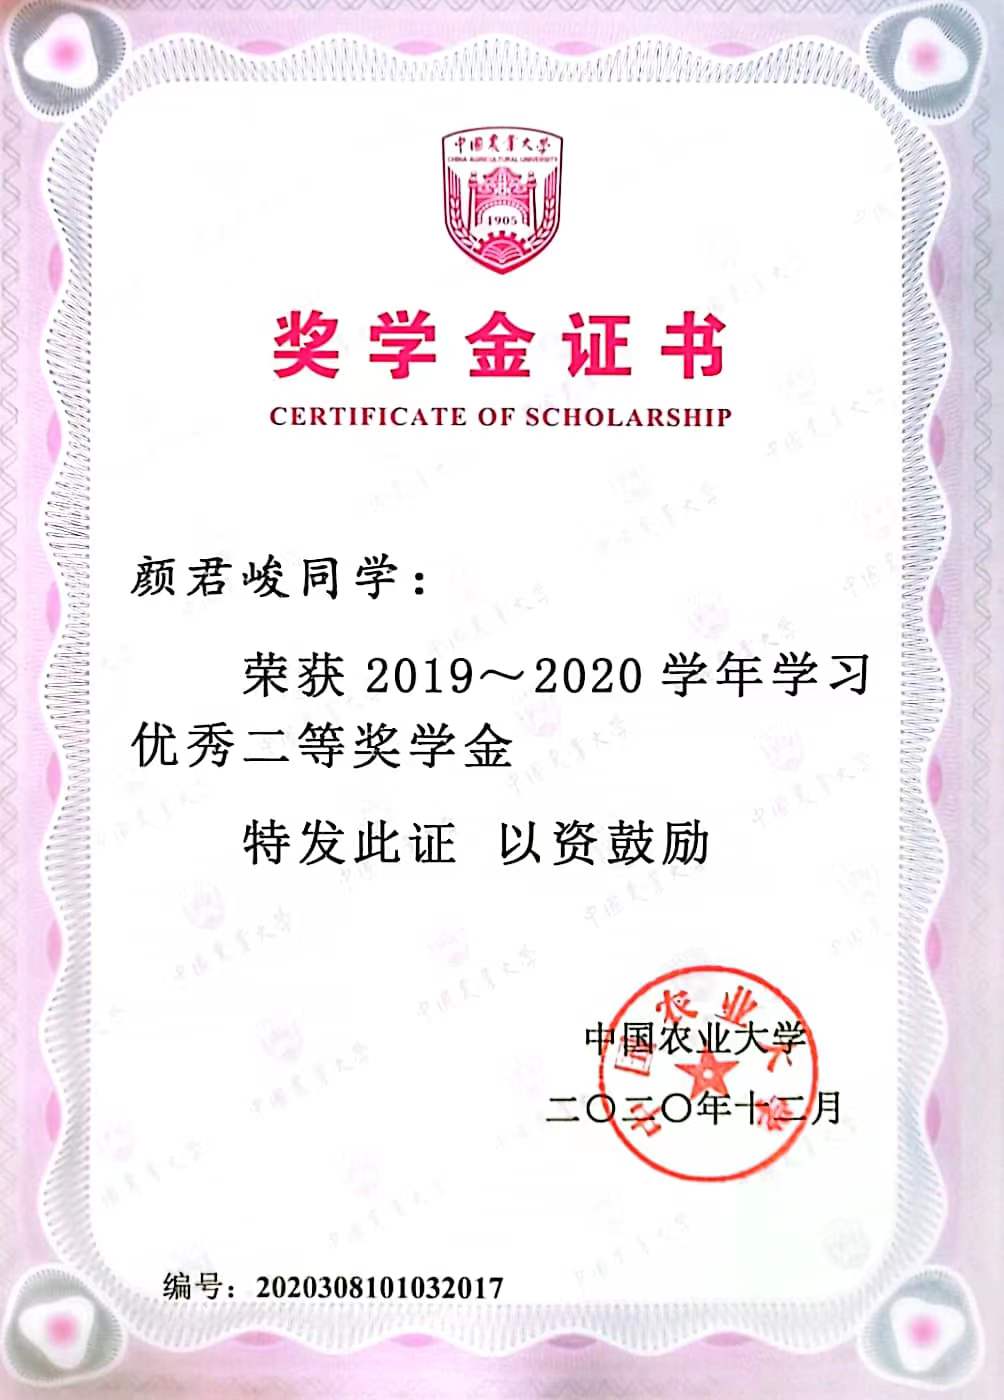 中国农业大学
CHINA AGRICULTURAL UNIVERSITY
1905
奖学金证书
CERTIFICATE OF SCHOLARSHIP
颜君峻同学：
荣获 2019～2020 学年学习
优秀二等奖学金
特发此证 以资鼓励
中国农业大学
二〇二〇年十二月
中国农业大学
编号：2020308101032017